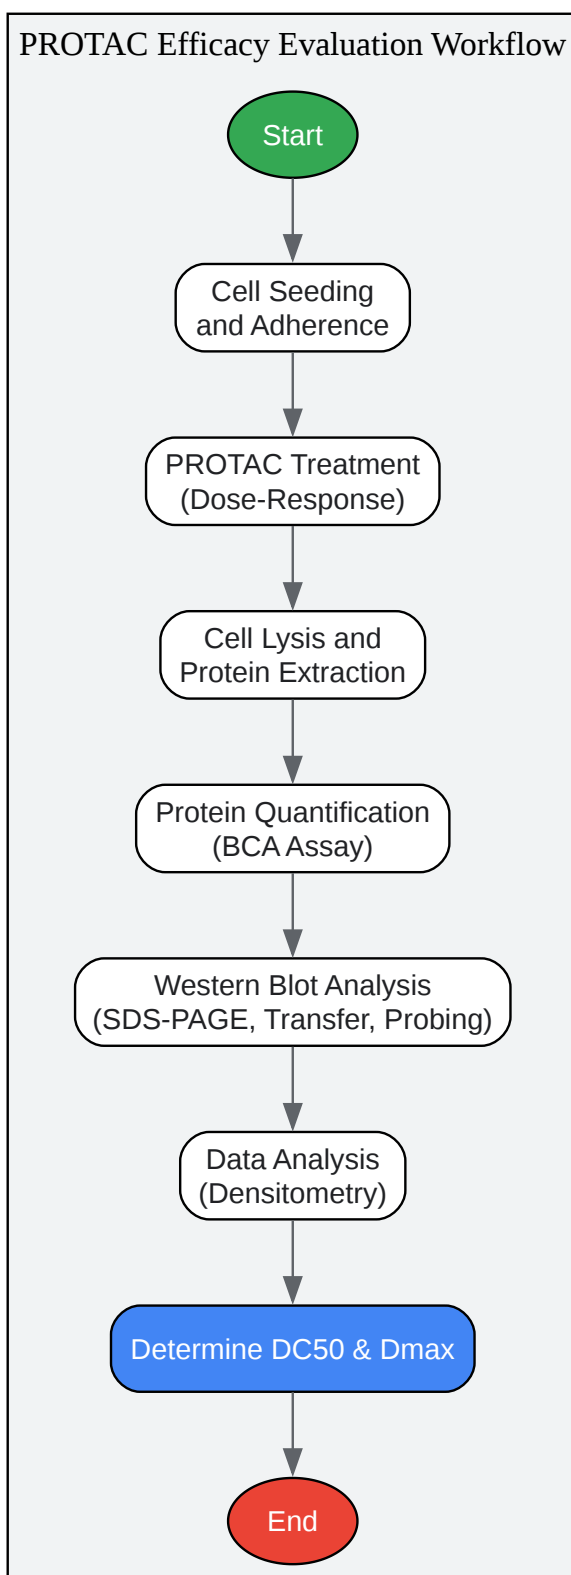 PROTAC Efficacy Evaluation Workflow
Start
Cell Seeding
and Adherence
PROTAC Treatment
(Dose-Response)
Cell Lysis and
Protein Extraction
Protein Quantification
(BCA Assay)
Western Blot Analysis
(SDS-PAGE, Transfer, Probing)
Data Analysis
(Densitometry)
Determine DC50 & Dmax
End